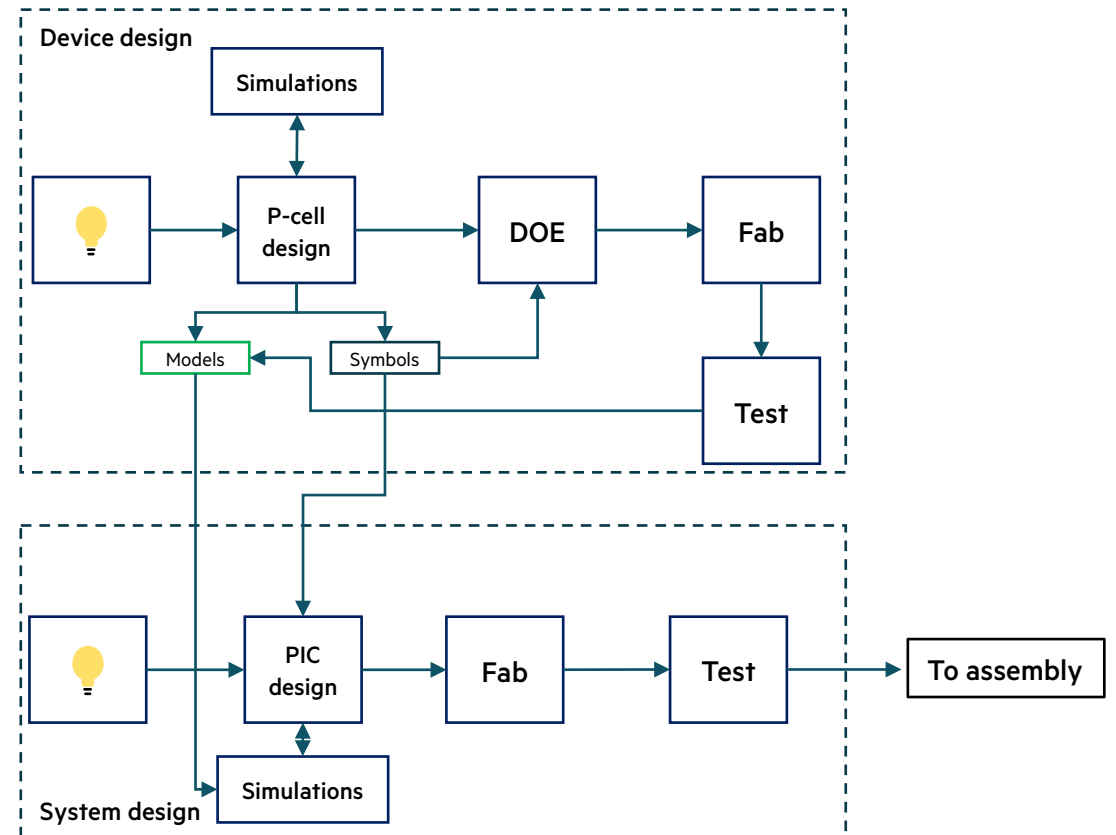 Device design
Simulations
P-cell
design
DOE
Fab
Models
Symbols
Test
PIC
design
Fab
Test
To assembly
Simulations
System design